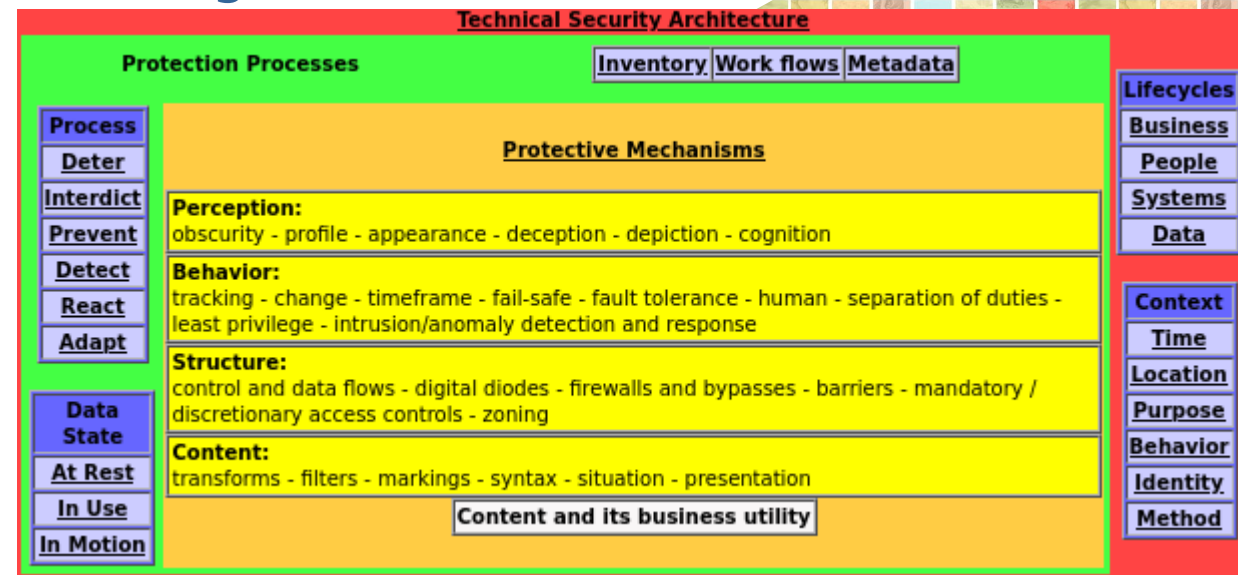 Technical Security Architecture
Protection Processes
Inventory Work flows Metadata
Process
Deter
Interdict
Prevent
Detect
React
Adapt
Data
State
At Rest
In Use
In Motion
Protective Mechanisms
Perception:
obscurity - profile - appearance - deception - depiction - cognition
Behavior:
tracking - change - timeframe - fail-safe - fault tolerance - human - separation of duties -
least privilege - intrusion/anomaly detection and response
Structure:
control and data flows - digital diodes - firewalls and bypasses - barriers - mandatory /
discretionary access controls - zoning
Content:
transforms - filters - markings - syntax - situation - presentation
Content and its business utility
Lifecycles
Business
People
Systems
Data
Context
Time
Location
Purpose
Behavior
Identity
Method